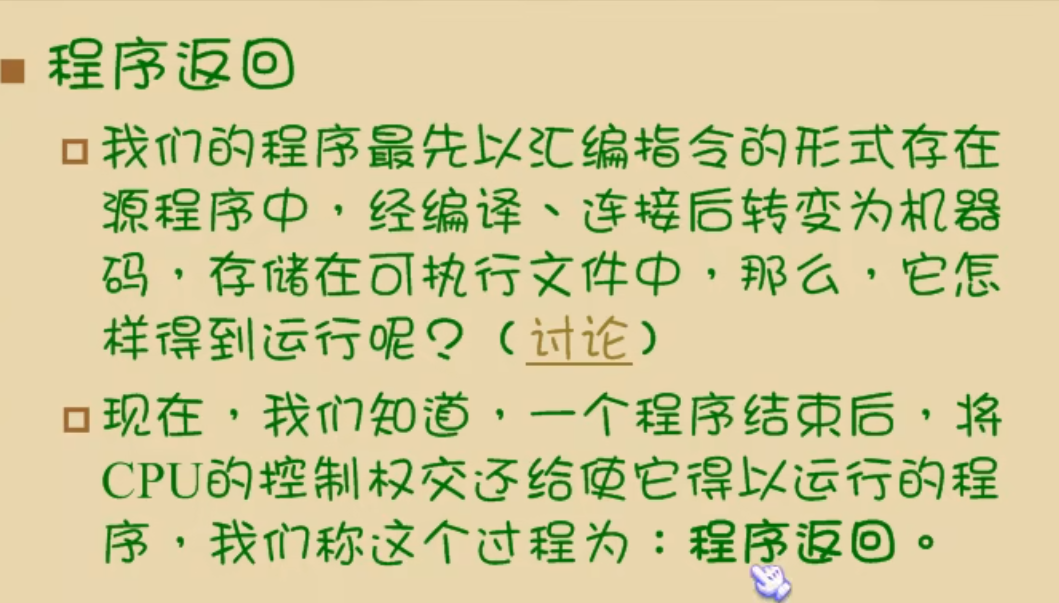 程序返回
我们的程序最先以汇编指令的形式存在
源程序中，经编译、连接后转变为机器
码，存储在可执行文件中，那么，它怎
样得到运行呢？（讨论）
现在，我们知道，一个程序结束后，将
CPU的控制权交还给使它得以运行的程
序，我们称这个过程为：程序返回。